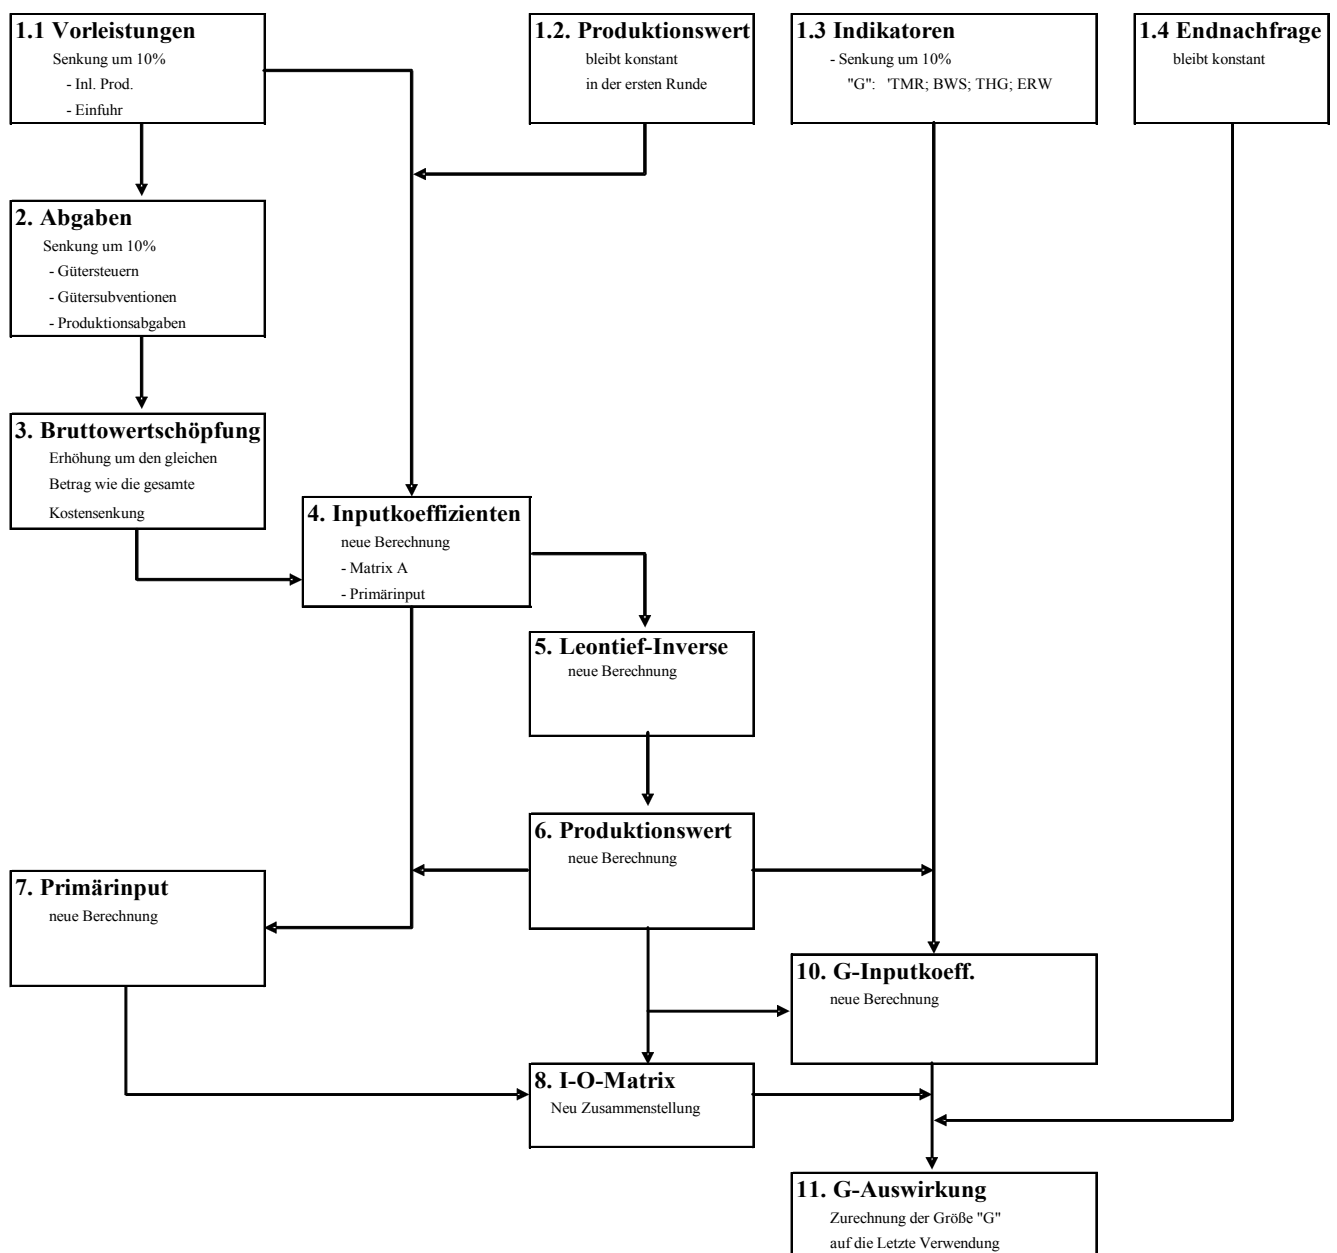 1.1 Vorleistungen
Senkung um 10%
- Inl. Prod.
- Einfuhr
1.2. Produktionswert
bleibt konstant
in der ersten Runde
1.3 Indikatoren
- Senkung um 10%
"G": 'TMR; BWS; THG; ERW
1.4 Endnachfrage
bleibt konstant
2. Abgaben
Senkung um 10%
- Gütersteuern
- Gütersubventionen
- Produktionsabgaben
3. Bruttowertschöpfung
Erhöhung um den gleichen
Betrag wie die gesamte
Kostensenkung
4. Inputkoeffizienten
neue Berechnung
- Matrix A
- Primärinput
5. Leontief-Inverse
neue Berechnung
6. Produktionswert
neue Berechnung
7. Primärinput
neue Berechnung
10. G-Inputkoeff.
neue Berechnung
8. I-O-Matrix
Neu Zusammenstellung
11. G-Auswirkung
Zurechnung der Größe "G"
auf die Letzte Verwendung